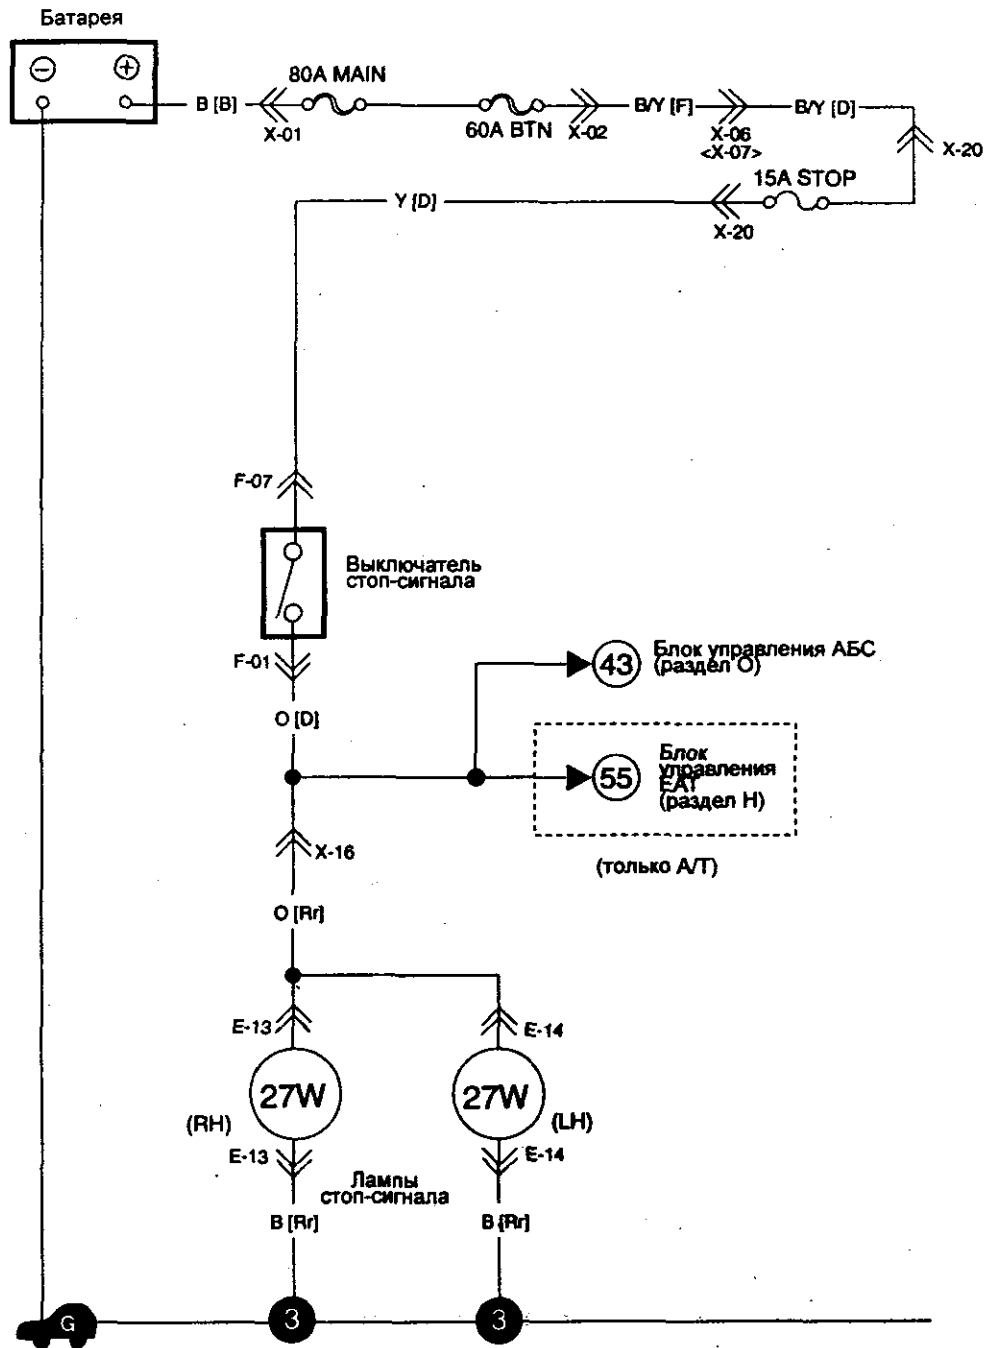 Батарея
80A MAIN
B [B]
X-01
60A BTN
X-02
B/Y [F]
X-06
<X-07>
B/Y [D]
X-20
15A STOP
Y [D]
X-20
F-07
Выключатель
стоп-сигнала
F-01
43
Блок управления АБС
(раздел O)
O [D]
55
Блок
управления
EAT
(раздел H)
X-16
(только A/T)
O [Rr]
E-13
E-14
27W
27W
(RH)
(LH)
E-13
E-14
Лампы
стоп-сигнала
B [Rr]
B [Rr]
G
3
3